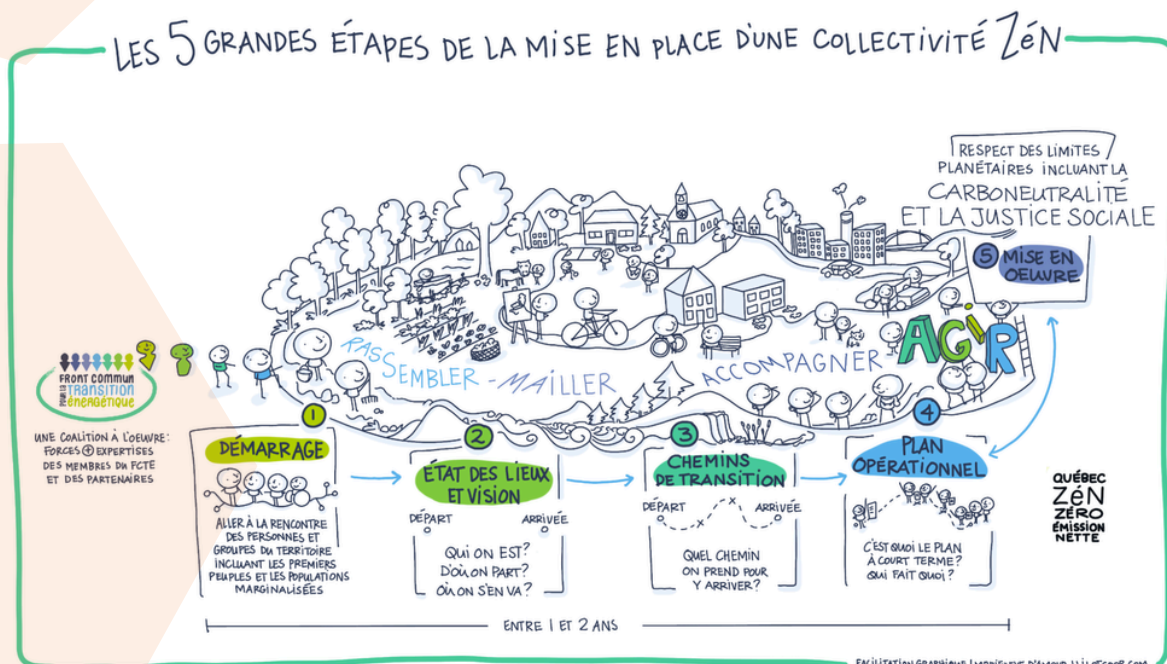 LES 5 GRANDES ÉTAPES DE LA MISE EN PLACE D'UNE COLLECTIVITÉ ZéN
RESPECT DES LIMITES
PLANÉTAIRES INCLUANT LA
CARBONEUTRALITÉ
ET LA JUSTICE SOCIALE
5 MISE EN
OEUVRE
RASSEMBLER - MAILLER
ACCOMPAGNER
AGIR
FRONT COMMUN
POUR LA TRANSITION
ÉNERGÉTIQUE
UNE COALITION À L'OEUVRE:
FORCES + EXPERTISES
DES MEMBRES DU FCTÉ
ET DES PARTENAIRES
1
DÉMARRAGE
ALLER À LA RENCONTRE
DES PERSONNES ET
GROUPES DU TERRITOIRE
INCLUANT LES PREMIERS
PEUPLES ET LES POPULATIONS
MARGINALISÉES
2
ÉTAT DES LIEUX
ET VISION
DÉPART ARRIVÉE
QUI ON EST?
D'OÙ ON PART?
OÙ ON S'EN VA?
3
CHEMINS
DE TRANSITION
DÉPART ARRIVÉE
QUEL CHEMIN
ON PREND POUR
Y ARRIVER?
4
PLAN
OPÉRATIONNEL
C'EST QUOI LE PLAN
À COURT TERME?
QUI FAIT QUOI?
QUÉBEC
ZéN
ZÉRO
ÉMISSION
NETTE
ENTRE 1 ET 2 ANS
FACILITATION GRAPHIQUE